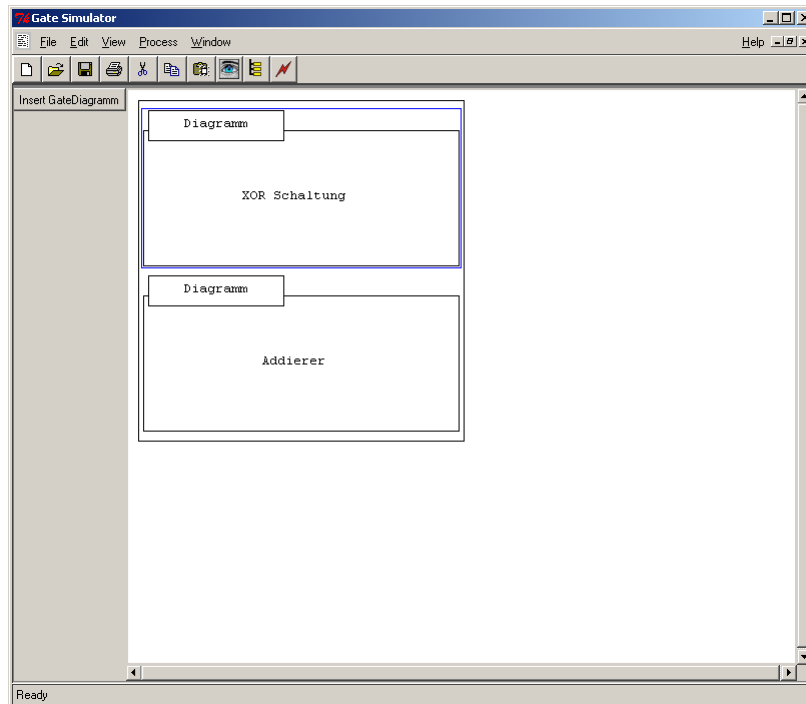 Gate Simulator
File Edit View Process Window Help
Insert GateDiagramm
Diagramm
XOR Schaltung
Diagramm
Addierer
Ready